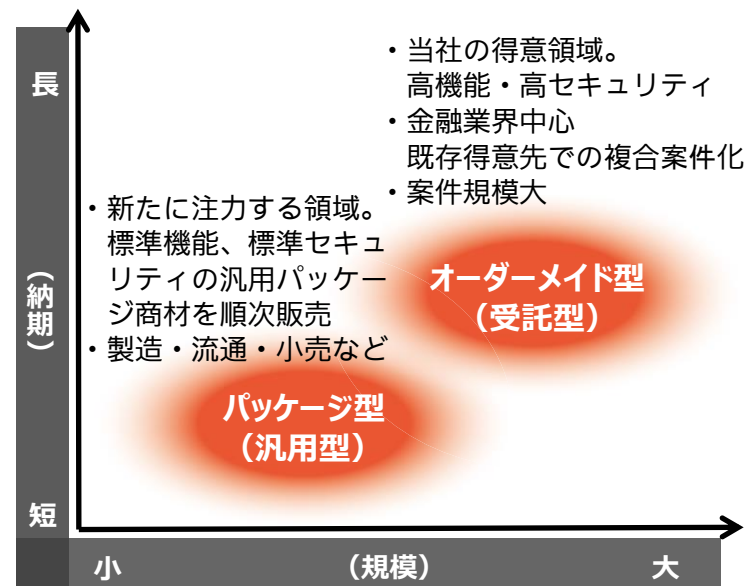 長
・当社の得意領域。
高機能・高セキュリティ
・金融業界中心
既存得意先での複合案件化
・案件規模大
・新たに注力する領域。
標準機能、標準セキュ
リティの汎用パッケー
ジ商材を順次販売
・製造・流通・小売など
オーダーメイド型
（受託型）
（納期）
パッケージ型
（汎用型）
短
小
（規模）
大